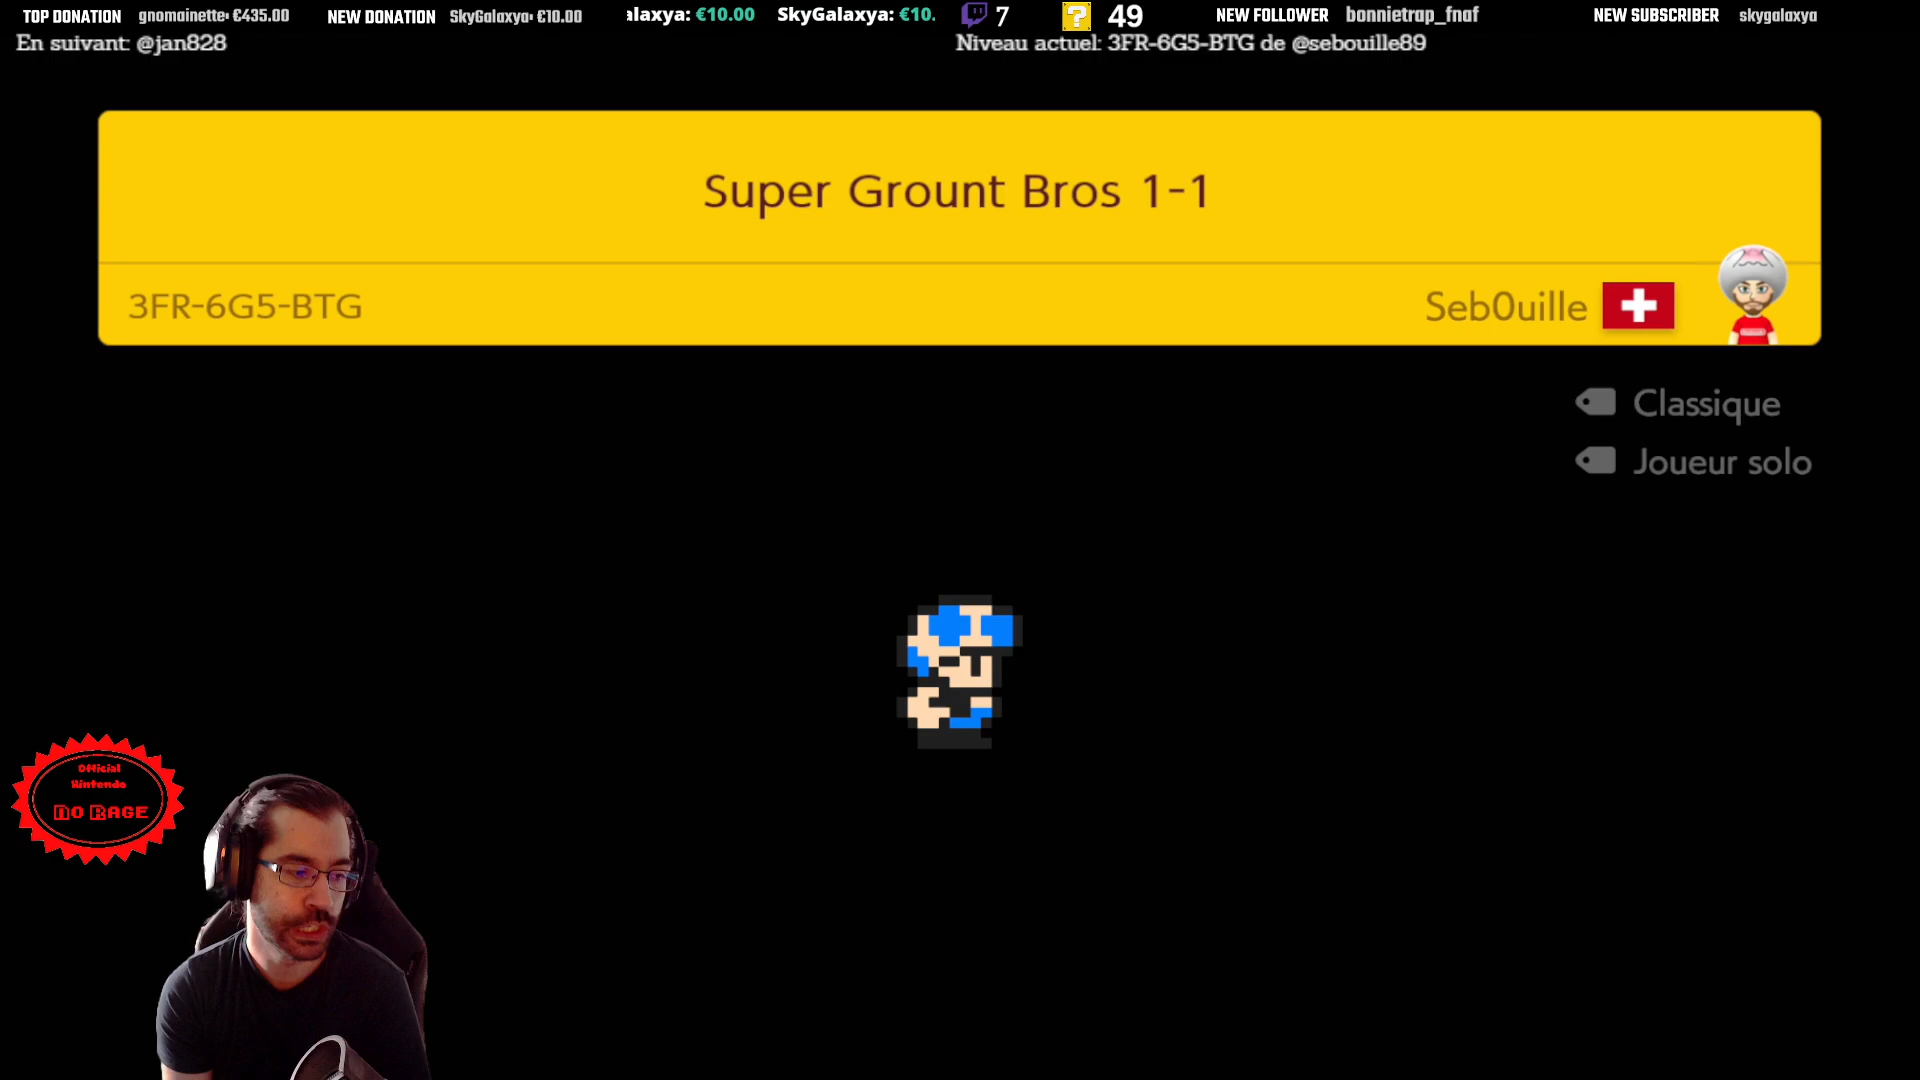 TOP DONATION gnomainette: €435.00 NEW DONATION SkyGalaxya: €10.00 alaxya: €10.00 SkyGalaxya: €10. 7 ? 49 NEW FOLLOWER bonnietrap_fnaf NEW SUBSCRIBER skygalaxya
En suivant: @jan828 Niveau actuel: 3FR-6G5-BTG de @sebouille89
Super Grount Bros 1-1
3FR-6G5-BTG Seb0uille
Classique
Joueur solo
Official
Nintendo
NO RAGE